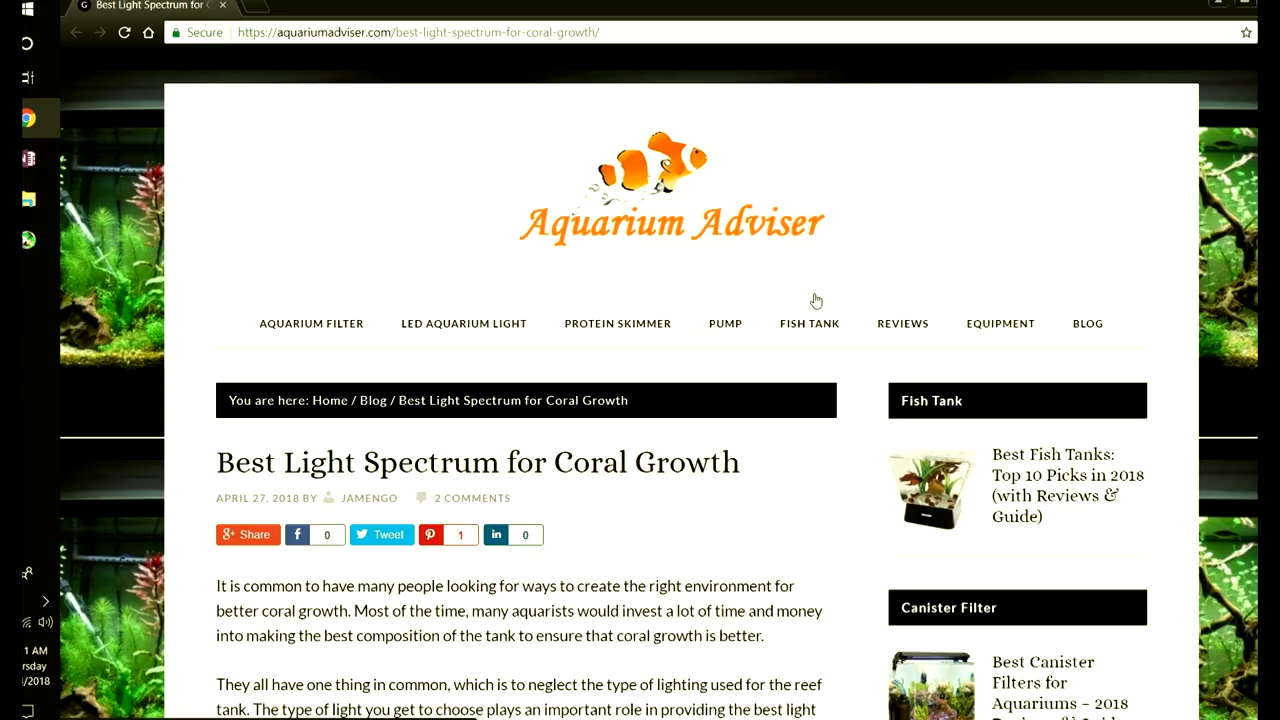 Best Light Spectrum for
Secure
https://aquariumadviser.com/best-light-spectrum-for-coral-growth/
Aquarium Adviser
AQUARIUM FILTER
LED AQUARIUM LIGHT
PROTEIN SKIMMER
PUMP
FISH TANK
REVIEWS
EQUIPMENT
BLOG
You are here: Home / Blog / Best Light Spectrum for Coral Growth
Best Light Spectrum for Coral Growth
APRIL 27, 2018 BY JAMENGO 2 COMMENTS
Share 0 Tweet 1 0
It is common to have many people looking for ways to create the right environment for
better coral growth. Most of the time, many aquarists would invest a lot of time and money
into making the best composition of the tank to ensure that coral growth is better.
They all have one thing in common, which is to neglect the type of lighting used for the reef
tank. The type of light you get to choose plays an important role in providing the best light
Fish Tank
Best Fish Tanks:
Top 10 Picks in 2018
(with Reviews &
Guide)
Canister Filter
Best Canister
Filters for
Aquariums – 2018
1 AM
rsday
/2018